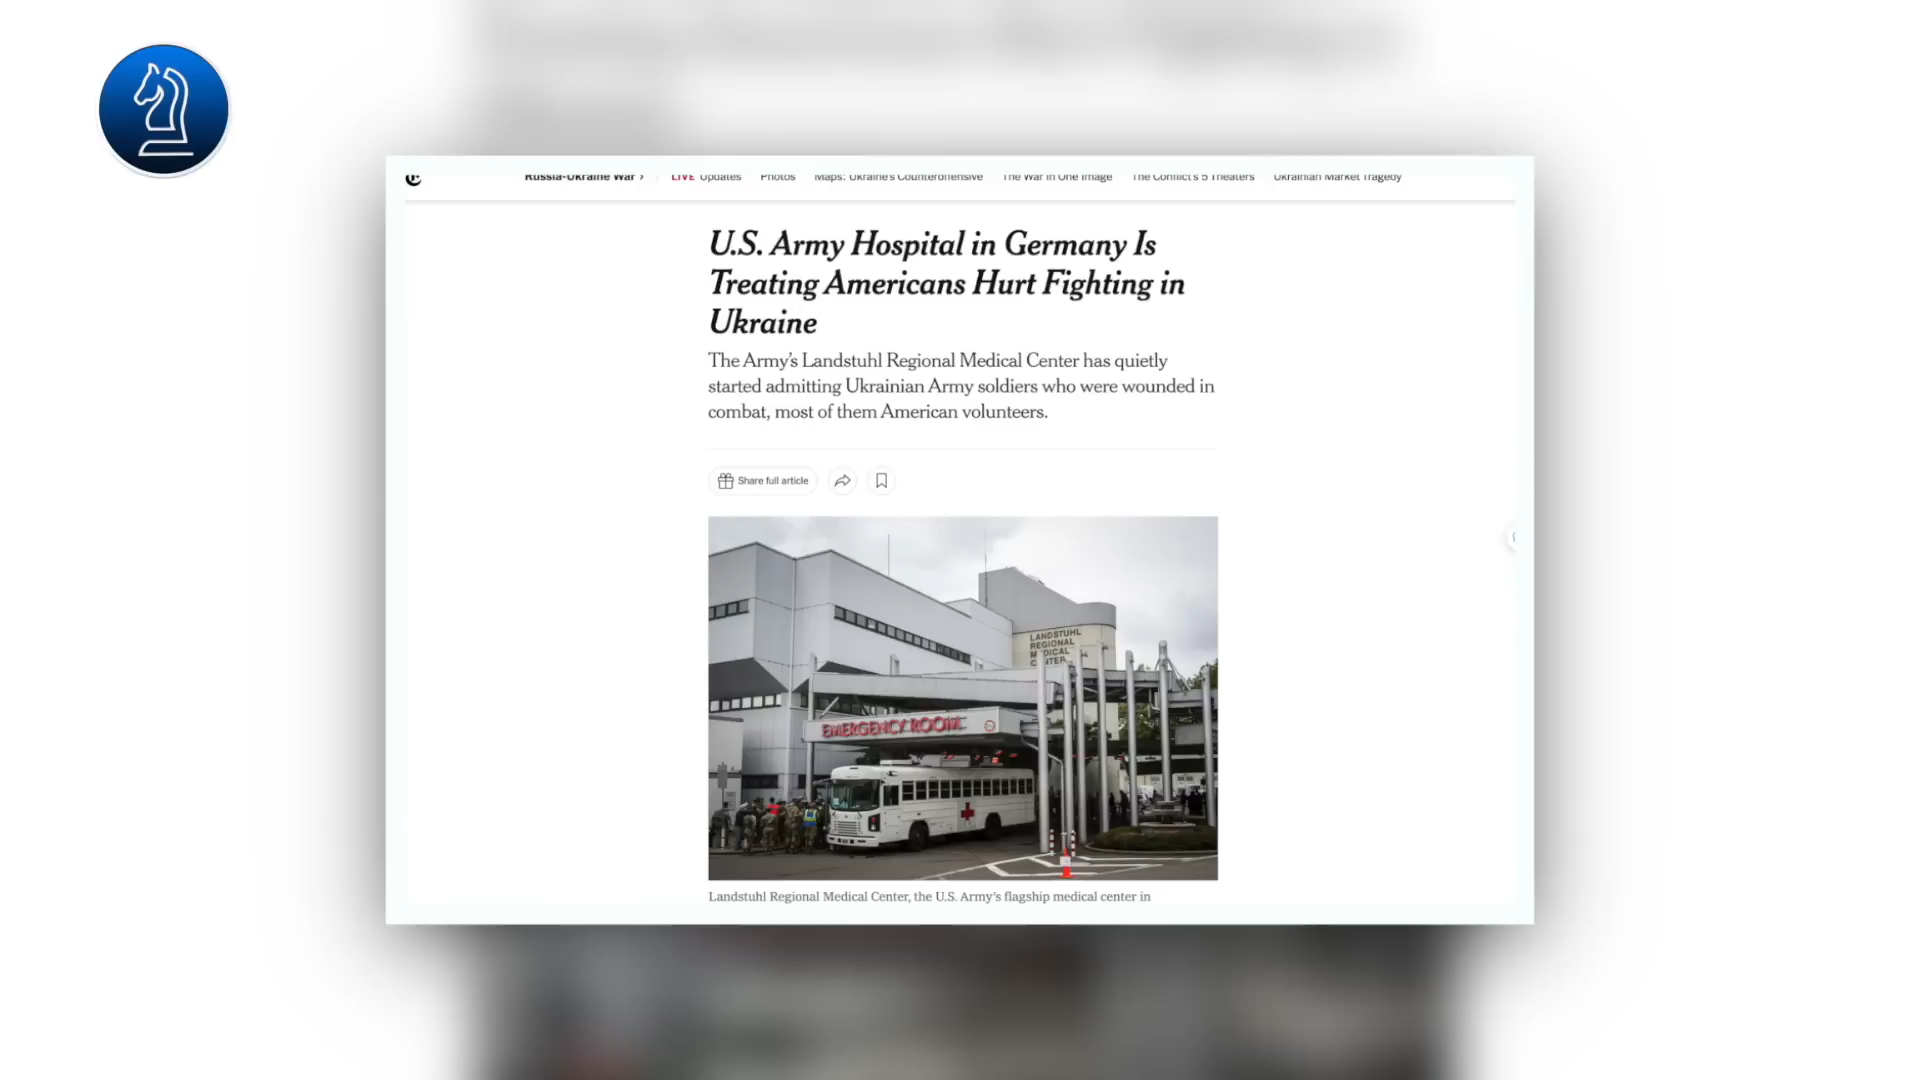 Russia-Ukraine War › LIVE Updates Photos Maps: Ukraine's Counteroffensive The War in One Image The Conflict's 5 Theaters Ukrainian Market Tragedy
U.S. Army Hospital in Germany Is
Treating Americans Hurt Fighting in
Ukraine
The Army’s Landstuhl Regional Medical Center has quietly
started admitting Ukrainian Army soldiers who were wounded in
combat, most of them American volunteers.
Share full article
LANDSTUHL
REGIONAL
MEDICAL
CENTER
EMERGENCY ROOM
Landstuhl Regional Medical Center, the U.S. Army’s flagship medical center in